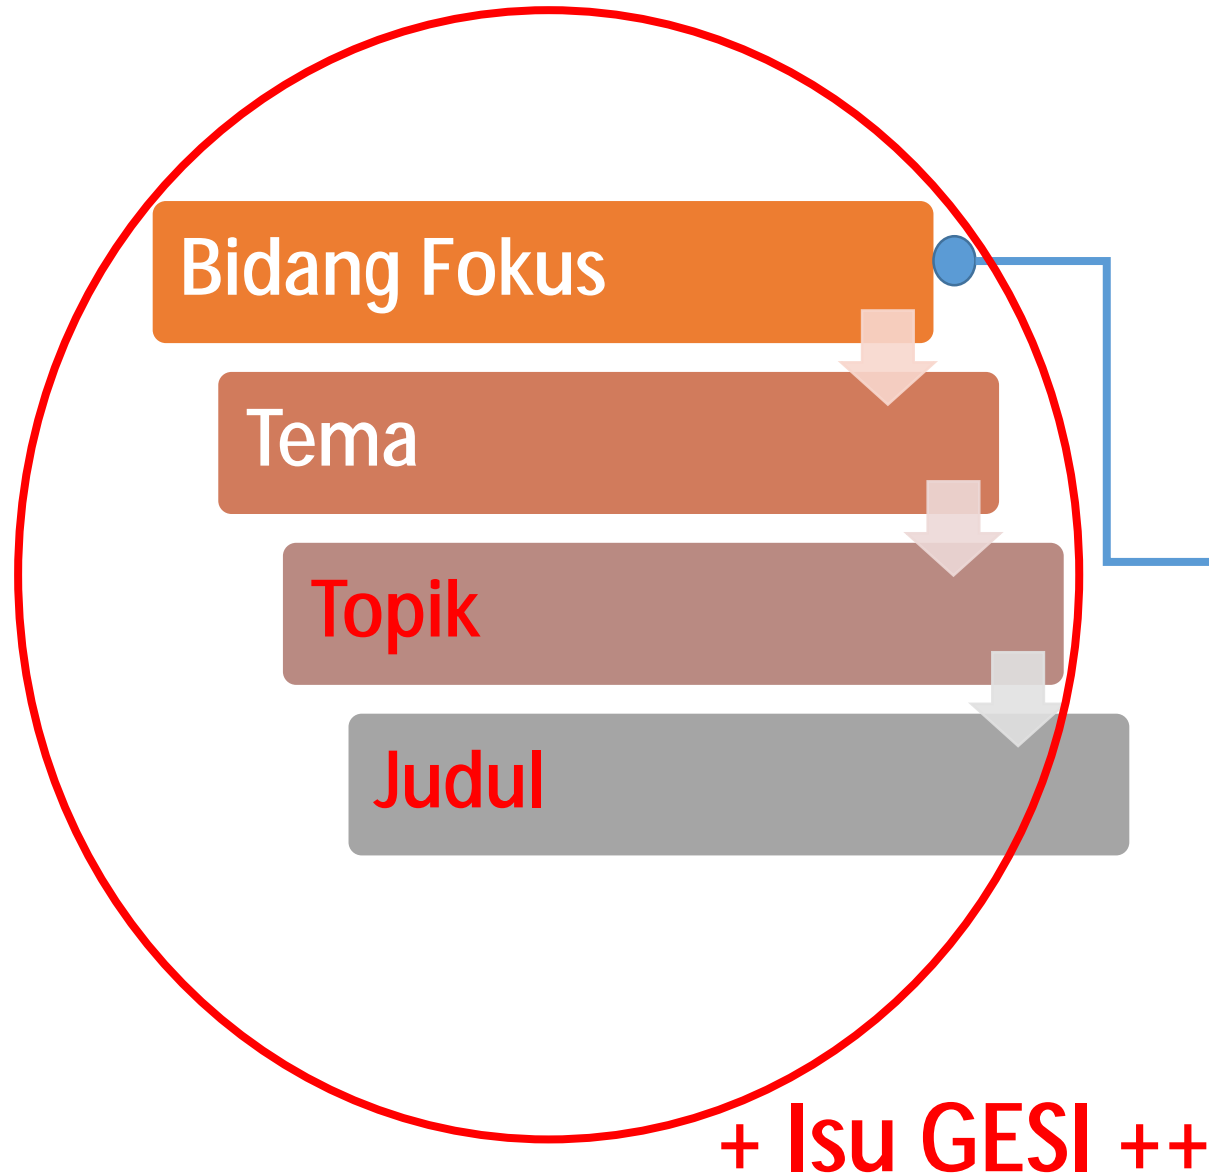 Bidang Fokus
Tema
Topik
Judul
+ Isu GESI ++